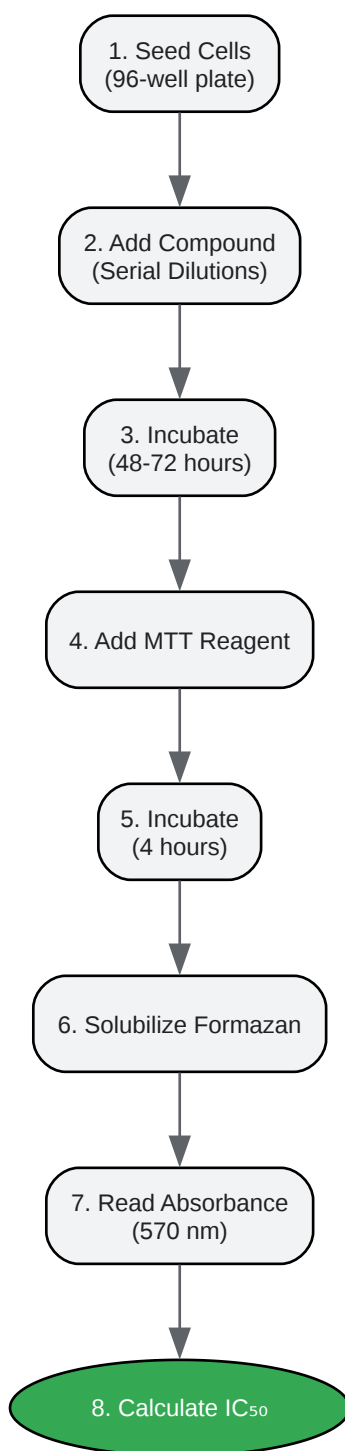 1. Seed Cells
(96-well plate)
2. Add Compound
(Serial Dilutions)
3. Incubate
(48-72 hours)
4. Add MTT Reagent
5. Incubate
(4 hours)
6. Solubilize Formazan
7. Read Absorbance
(570 nm)
8. Calculate IC₅₀